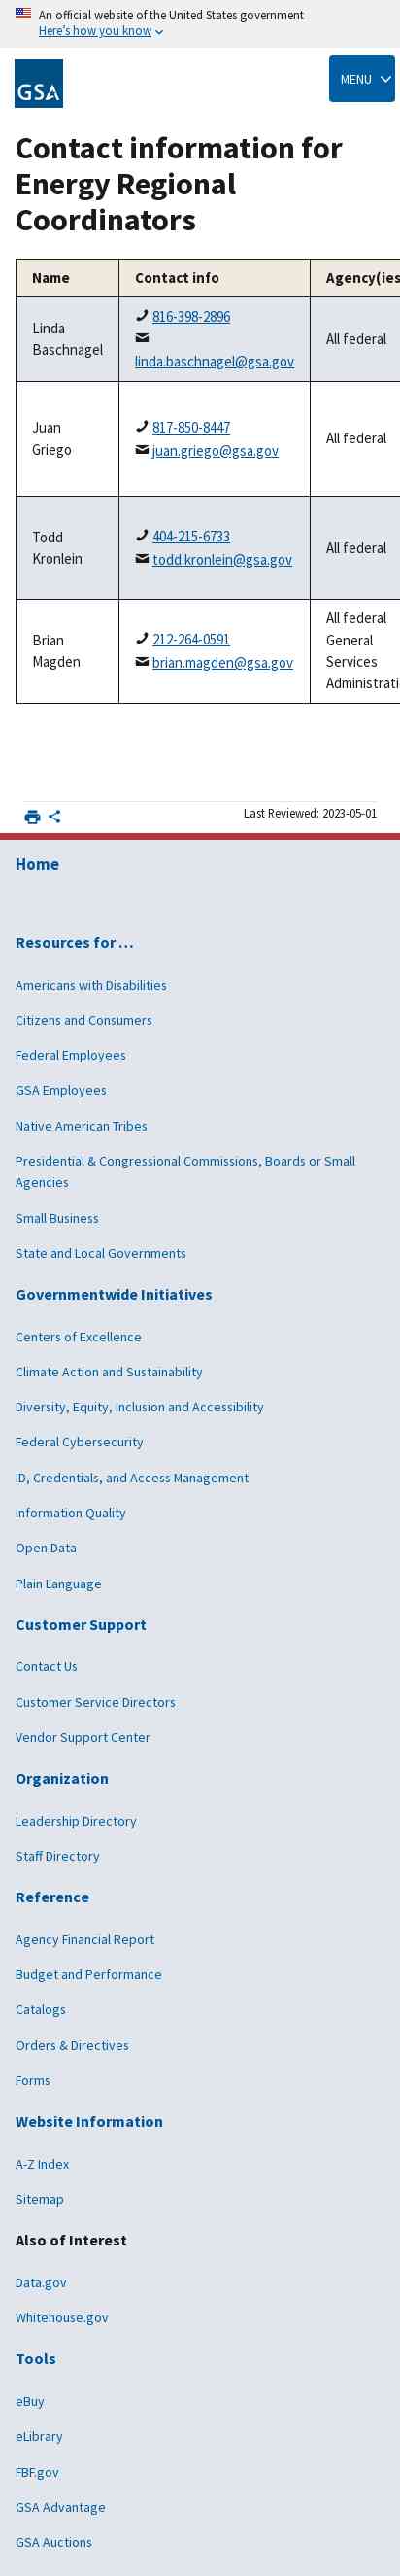 An official website of the United States government
Here's how you know
GSA
MENU
Contact information for
Energy Regional
Coordinators
Name Contact info Agency(ies
Linda
Baschnagel
816-398-2896
linda.baschnagel@gsa.gov
All federal
Juan
Griego
817-850-8447
juan.griego@gsa.gov
All federal
Todd
Kronlein
404-215-6733
todd.kronlein@gsa.gov
All federal
Brian
Magden
212-264-0591
brian.magden@gsa.gov
All federal
General
Services
Administrati
Last Reviewed: 2023-05-01
Home
Resources for …
Americans with Disabilities
Citizens and Consumers
Federal Employees
GSA Employees
Native American Tribes
Presidential & Congressional Commissions, Boards or Small
Agencies
Small Business
State and Local Governments
Governmentwide Initiatives
Centers of Excellence
Climate Action and Sustainability
Diversity, Equity, Inclusion and Accessibility
Federal Cybersecurity
ID, Credentials, and Access Management
Information Quality
Open Data
Plain Language
Customer Support
Contact Us
Customer Service Directors
Vendor Support Center
Organization
Leadership Directory
Staff Directory
Reference
Agency Financial Report
Budget and Performance
Catalogs
Orders & Directives
Forms
Website Information
A-Z Index
Sitemap
Also of Interest
Data.gov
Whitehouse.gov
Tools
eBuy
eLibrary
FBF.gov
GSA Advantage
GSA Auctions